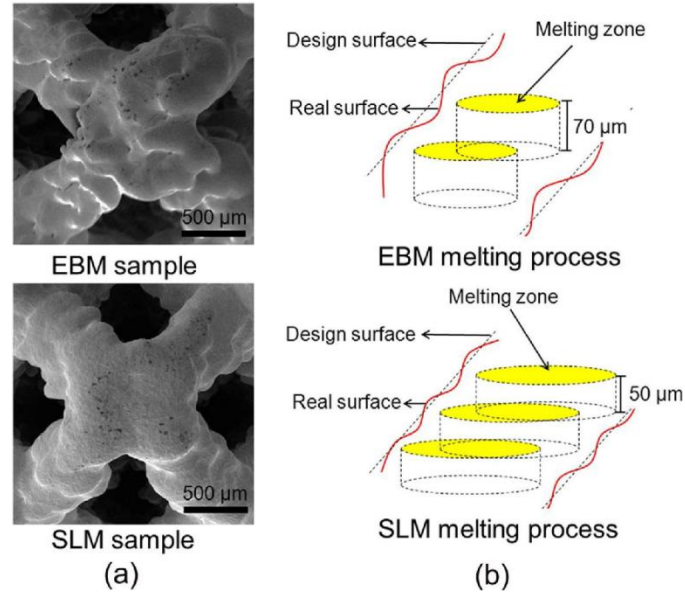 500 μm
EBM sample
Design surface
Melting zone
Real surface
70 μm
EBM melting process
500 μm
SLM sample
Melting zone
Design surface
Real surface
50 μm
SLM melting process
(a)
(b)